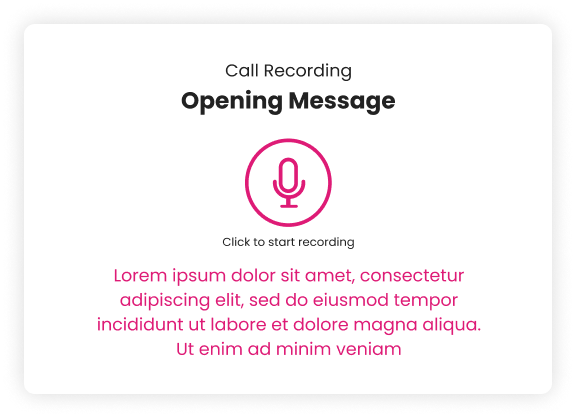 Call Recording
Opening Message
Click to start recording
Lorem ipsum dolor sit amet, consectetur
adipiscing elit, sed do eiusmod tempor
incididunt ut labore et dolore magna aliqua.
Ut enim ad minim veniam